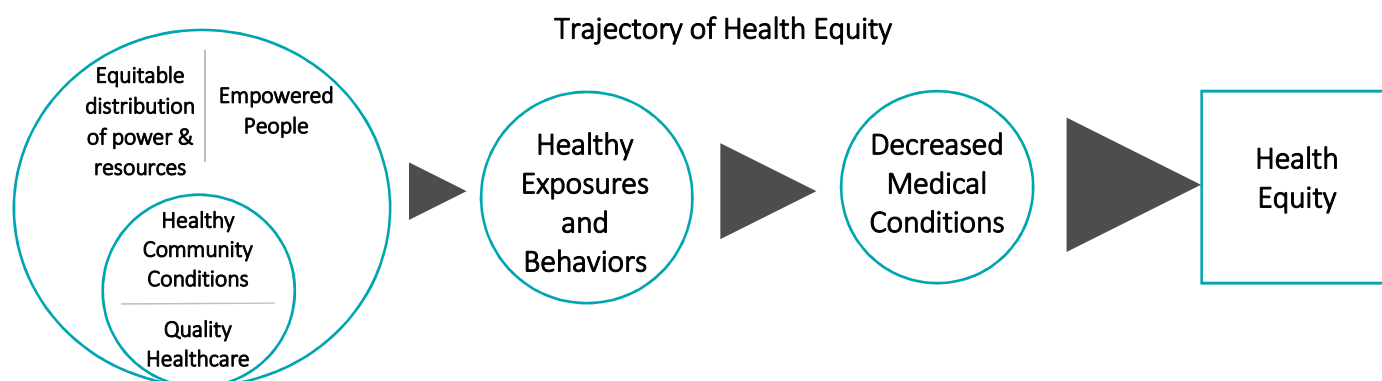 Trajectory of Health Equity
Equitable
distribution
of power &
resources
Empowered
People
Healthy
Community
Conditions
Quality
Healthcare
Healthy
Exposures
and
Behaviors
Decreased
Medical
Conditions
Health
Equity